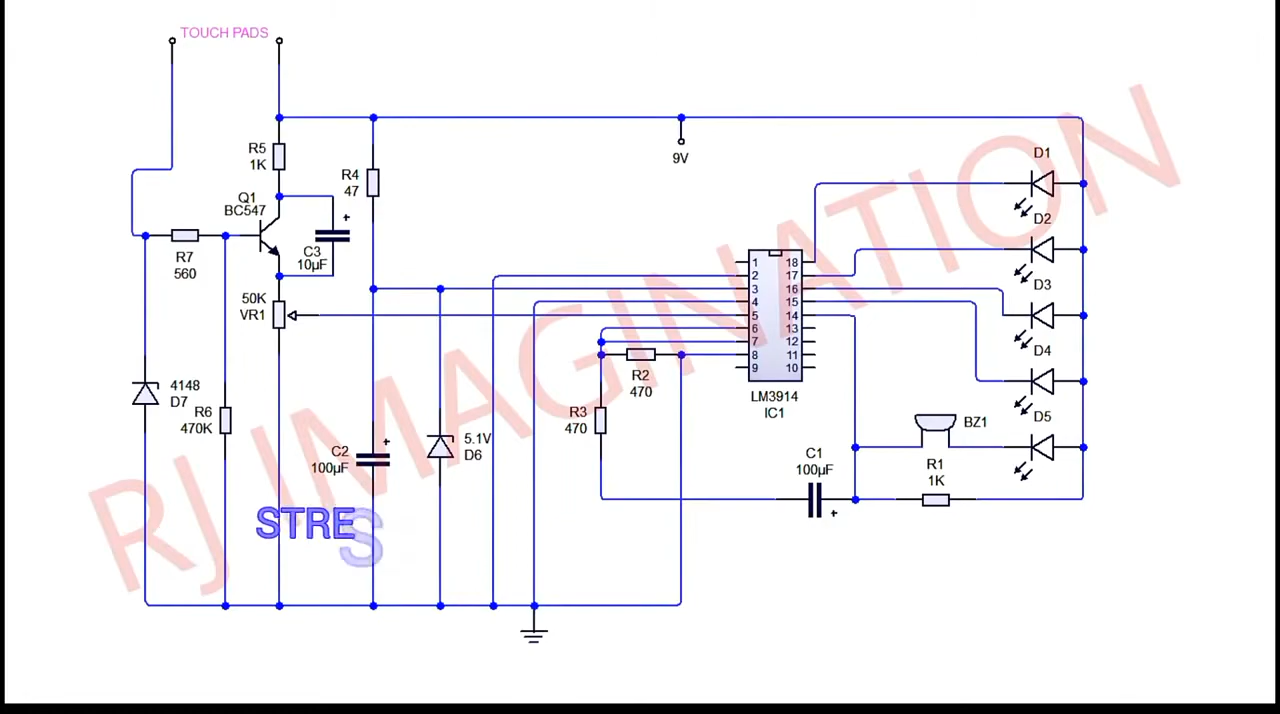 TOUCH PADS
R5
1K
R4
47
9V
D1
Q1
BC547
D2
C3
10µF
+
R7
560
50K
VR1
D3
1 18
2 17
3 16
4 15
5 14
6 13
7 12
8 11
9 10
D4
R2
470
LM3914
IC1
4148
D7
R6
470K
R3
470
D5
BZ1
C2
100µF
+
5.1V
D6
C1
100µF
+
R1
1K
STRES
RJ IMAGINATION